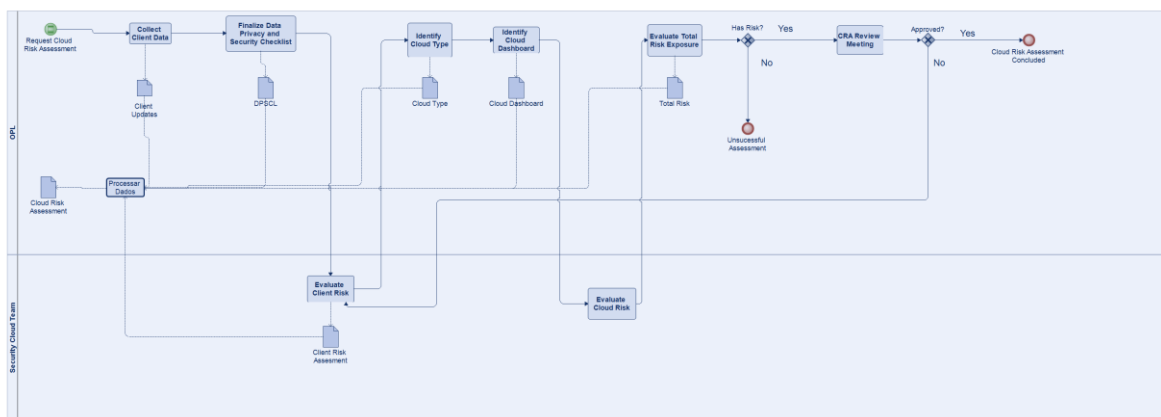 OPL
Request Cloud
Risk Assessment
Collect
Client Data
Finalize Data
Privacy and
Security Checklist
Identify
Cloud Type
Identify
Cloud
Dashboard
Evaluate Total
Risk Exposure
Has Risk?
Yes
No
CRA Review
Meeting
Approved?
Yes
No
Cloud Risk Assessment
Concluded
Client
Updates
DPSCL
Cloud Type
Cloud Dashboard
Total Risk
Unsucessful
Assessment
Processar
Dados
Cloud Risk
Assessment
Security Cloud Team
Evaluate
Client Risk
Evaluate
Cloud Risk
Client Risk
Assesment